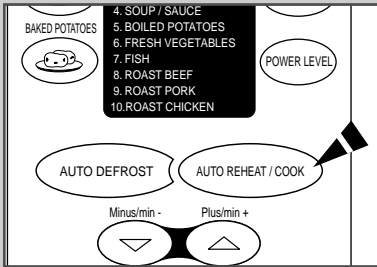 4. SOUP / SAUCE
BAKED POTATOES
5. BOILED POTATOES
6. FRESH VEGETABLES
7. FISH
POWER LEVEL
8. ROAST BEEF
9. ROAST PORK
10.ROAST CHICKEN
AUTO DEFROST
AUTO REHEAT / COOK
Minus/min -
Plus/min +